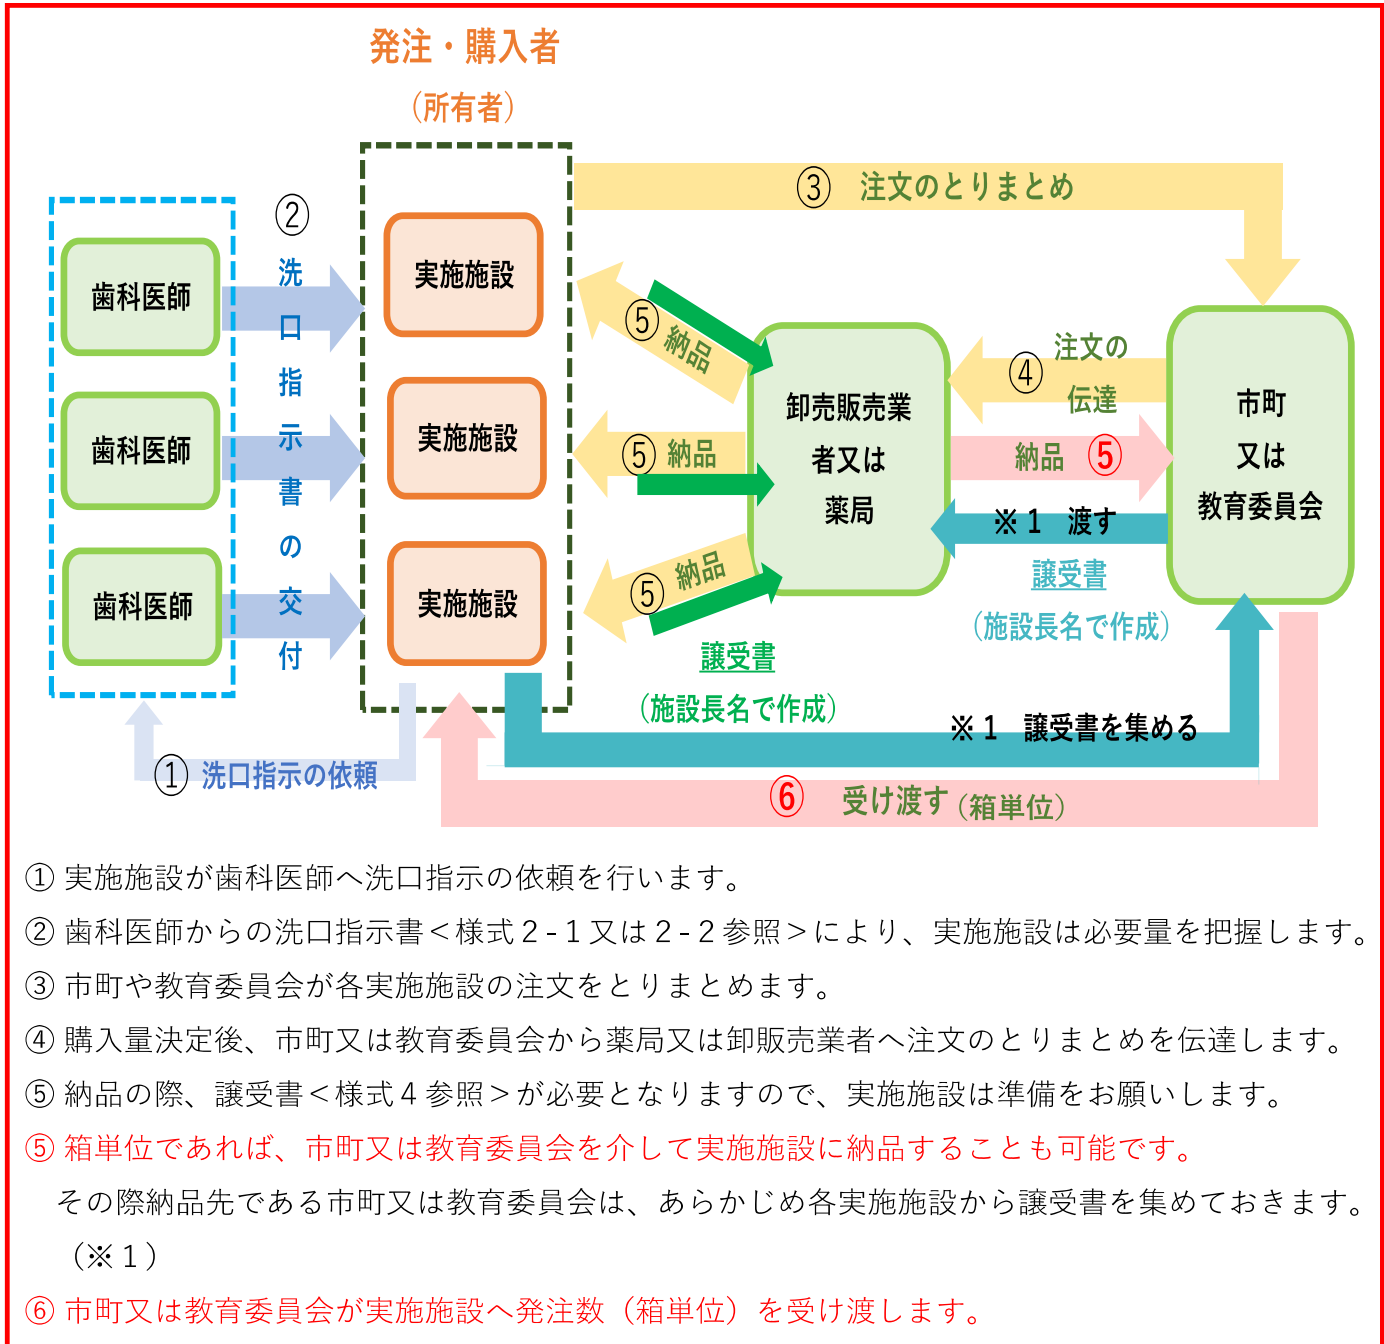 発注・購入者
（所有者）
③ 注文のとりまとめ
②
洗口指示書の交付
歯科医師
歯科医師
歯科医師
実施施設
実施施設
実施施設
⑤ 納品
⑤ 納品
⑤ 納品
卸売販売業
者又は
薬局
注文の
④
伝達
納品 ⑤
※１ 渡す
譲受書
（施設長名で作成）
市町
又は
教育委員会
譲受書
（施設長名で作成）
※１ 譲受書を集める
① 洗口指示の依頼
⑥ 受け渡す（箱単位）
① 実施施設が歯科医師へ洗口指示の依頼を行います。
② 歯科医師からの洗口指示書＜様式２-１又は２-２参照＞により、実施施設は必要量を把握します。
③ 市町や教育委員会が各実施施設の注文をとりまとめます。
④ 購入量決定後、市町又は教育委員会から薬局又は卸販売業者へ注文のとりまとめを伝達します。
⑤ 納品の際、譲受書＜様式４参照＞が必要となりますので、実施施設は準備をお願いします。
⑤ 箱単位であれば、市町又は教育委員会を介して実施施設に納品することも可能です。
その際納品先である市町又は教育委員会は、あらかじめ各実施施設から譲受書を集めておきます。
（※１）
⑥ 市町又は教育委員会が実施施設へ発注数（箱単位）を受け渡します。